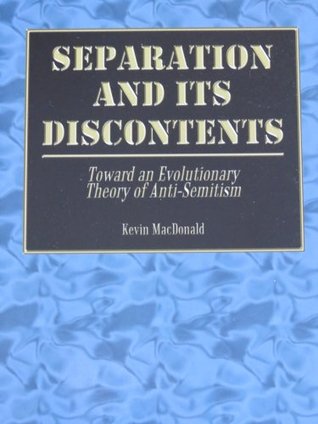 SEPARATION
AND ITS
DISCONTENTS
Toward an Evolutionary
Theory of Anti-Semitism
Kevin MacDonald